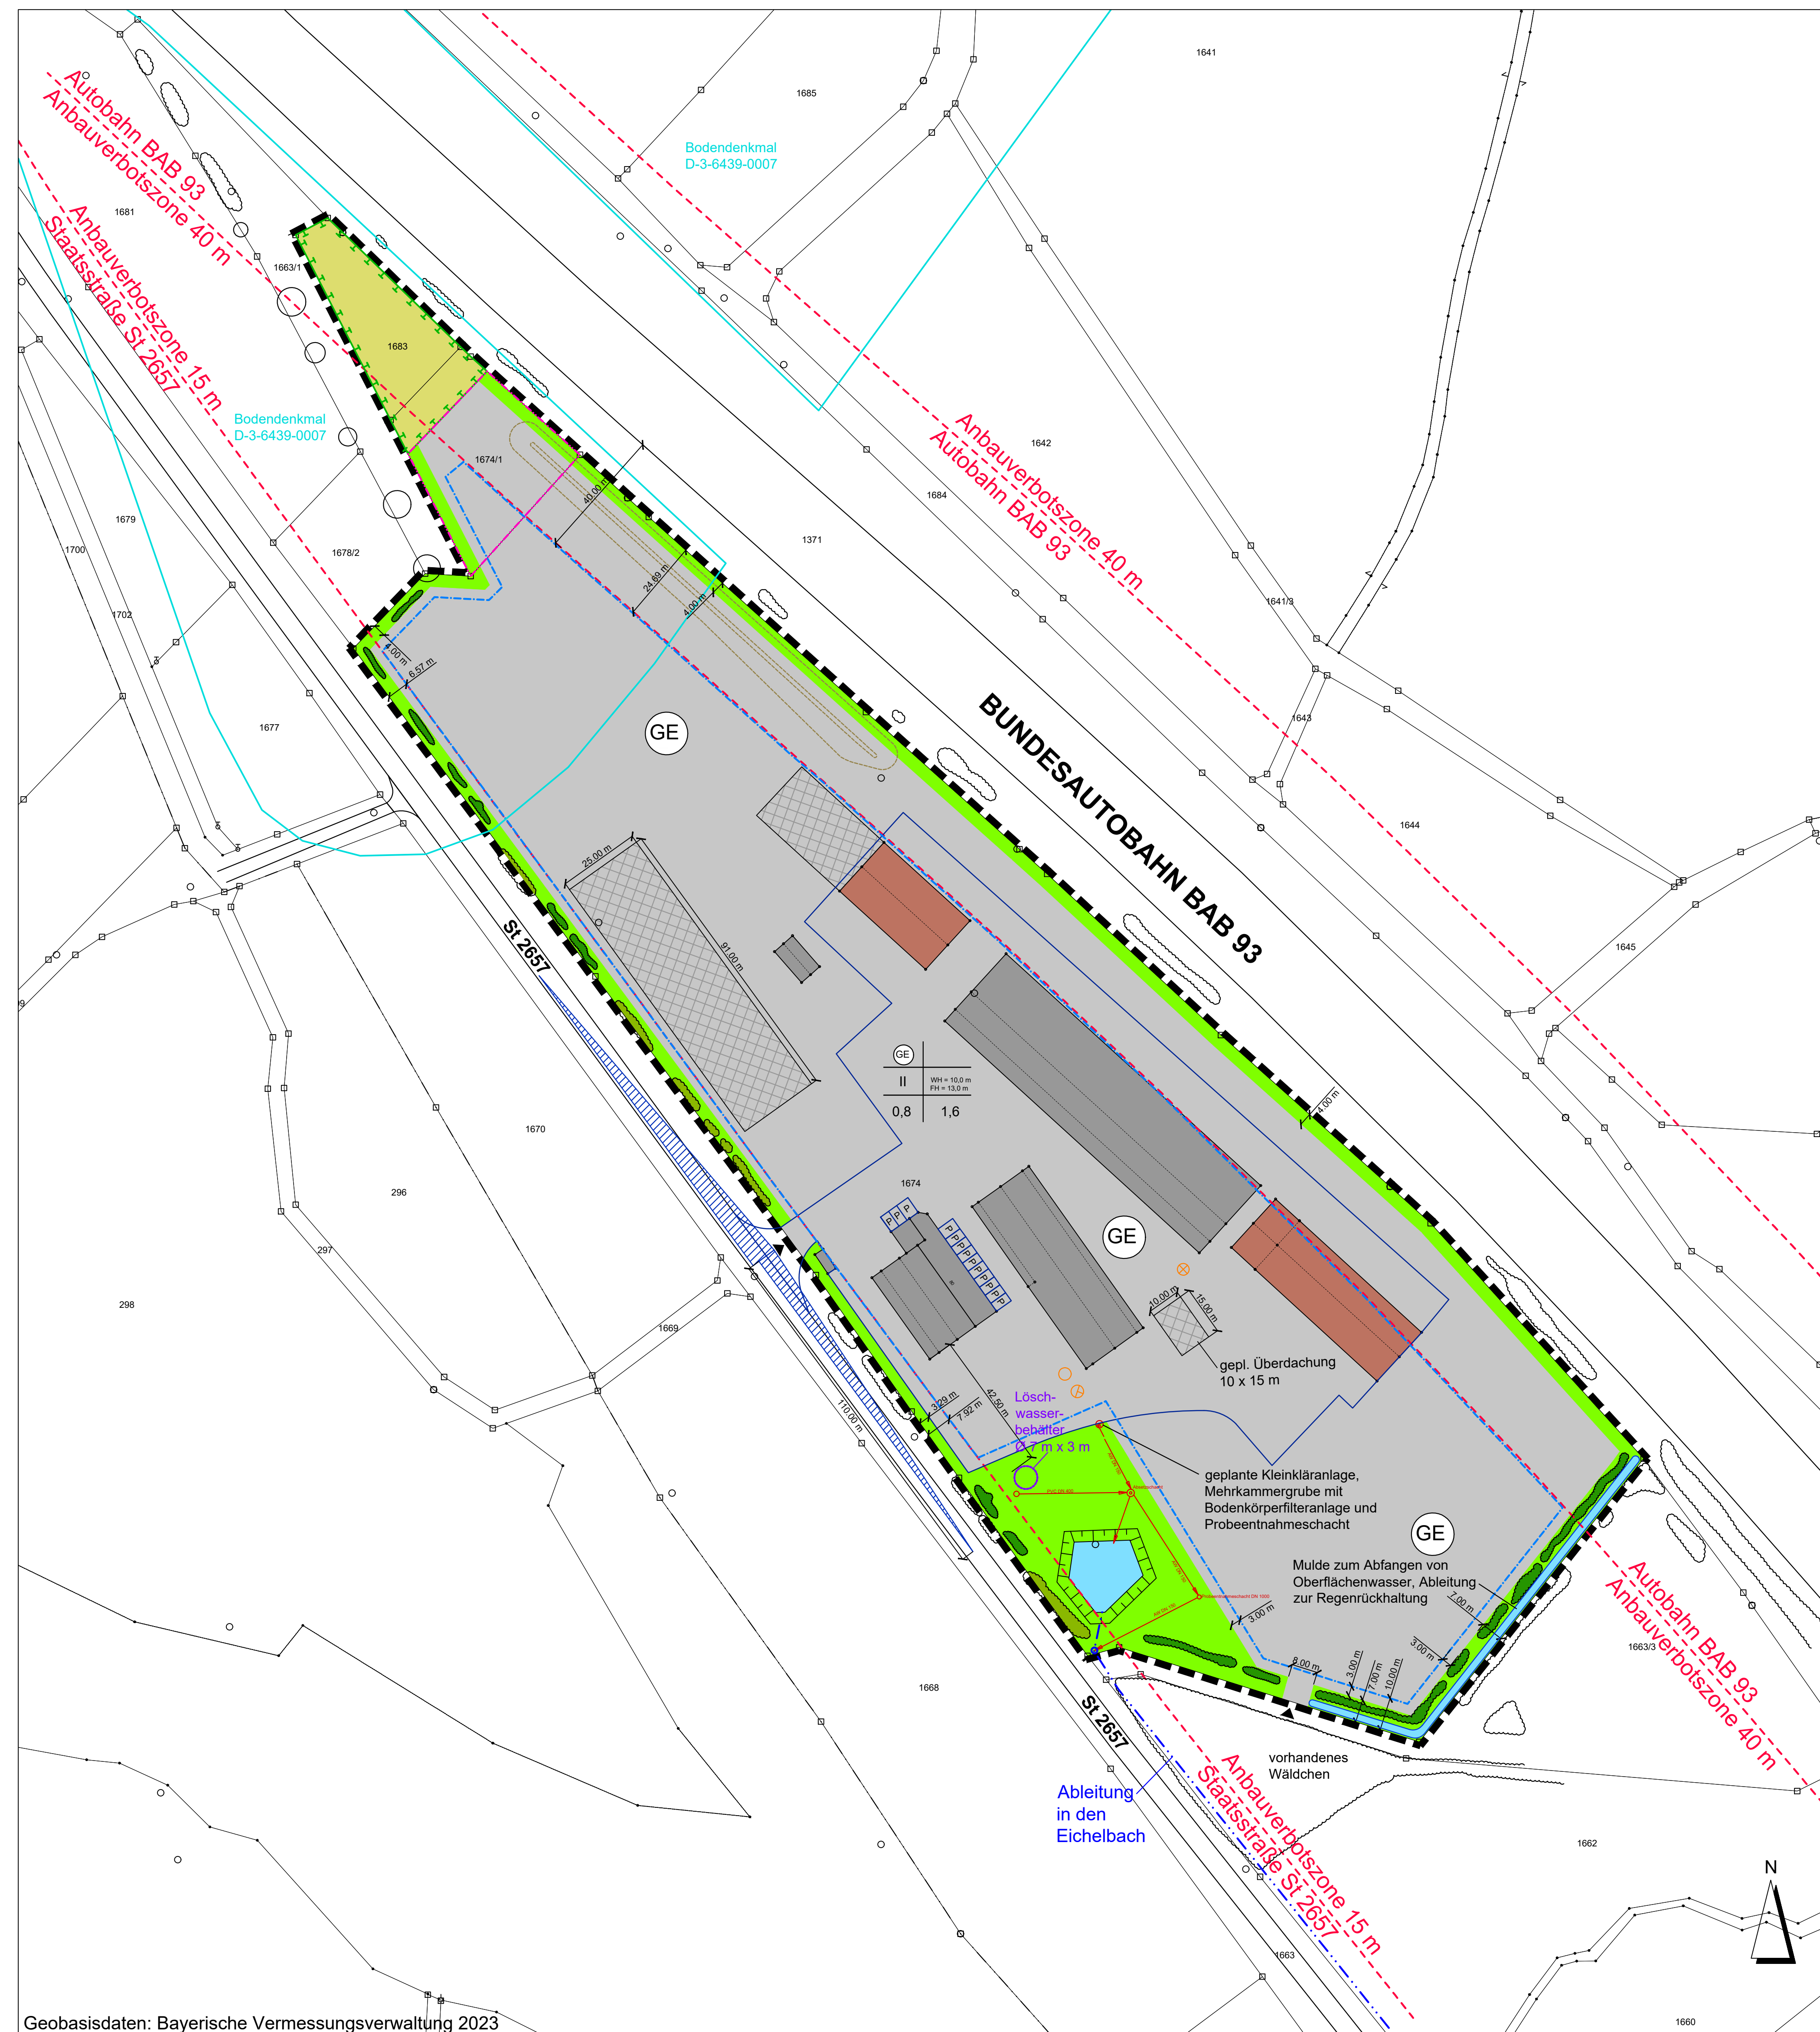 1641
1685
Bodendenkmal
D-3-6439-0007
Autobahn BAB 93
Anbauverbotszone 40 m
1681
Anbauverbotszone 15 m
Staatsstraße St 2657
1663/1
1683
Bodendenkmal
D-3-6439-0007
1642
Anbauverbotszone 40 m
Autobahn BAB 93
1674/1
40.00 m
1684
1679
1371
1700
1678/2
24.69 m
4.00 m
1641/3
1702
4.00 m
6.57 m
1677
GE
1643
BUNDESAUTOBAHN BAB 93
1644
25.00 m
91.00 m
St 2657
1645
GE
II
WH = 10,0 m
FH = 13,0 m
0,8
1,6
4.00 m
1670
296
1674
P P P
P P P P P P P P P
GE
297
298
1669
10.00 m
15.00 m
gepl. Überdachung
10 x 15 m
3.29 m
7.92 m
42.50 m
110.00 m
Lösch-
wasser-
behälter
Ø 7 m x 3 m
geplante Kleinkläranlage,
Mehrkammergrube mit
Bodenkörperfilteranlage und
Probeentnahmeschacht
PVC DN 400
GE
Mulde zum Abfangen von
Oberflächenwasser, Ableitung
zur Regenrückhaltung
7.00 m
Probeentnahmeschacht DN 1000
3.00 m
3.00 m
8.00 m
3.00 m
7.00 m
10.00 m
1663/3
Autobahn BAB 93
Anbauverbotszone 40 m
1668
St 2657
vorhandenes
Wäldchen
Ableitung
in den
Eichelbach
Anbauverbotszone 15 m
Staatsstraße St 2657
1662
N
1663
1660
Geobasisdaten: Bayerische Vermessungsverwaltung 2023